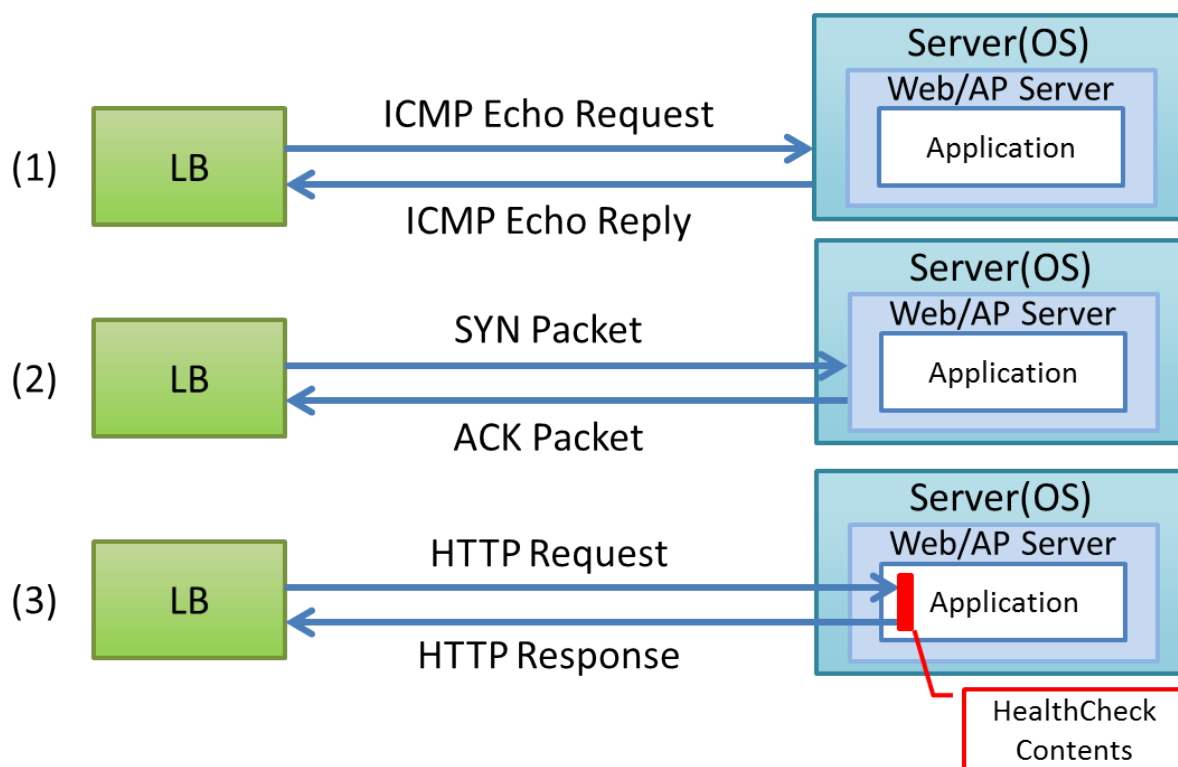 Server(OS)
Web/AP Server
ICMP Echo Request
(1)
LB
Application
ICMP Echo Reply
Server(OS)
Web/AP Server
SYN Packet
(2)
LB
Application
ACK Packet
Server(OS)
Web/AP Server
HTTP Request
(3)
LB
Application
HTTP Response
HealthCheck
Contents